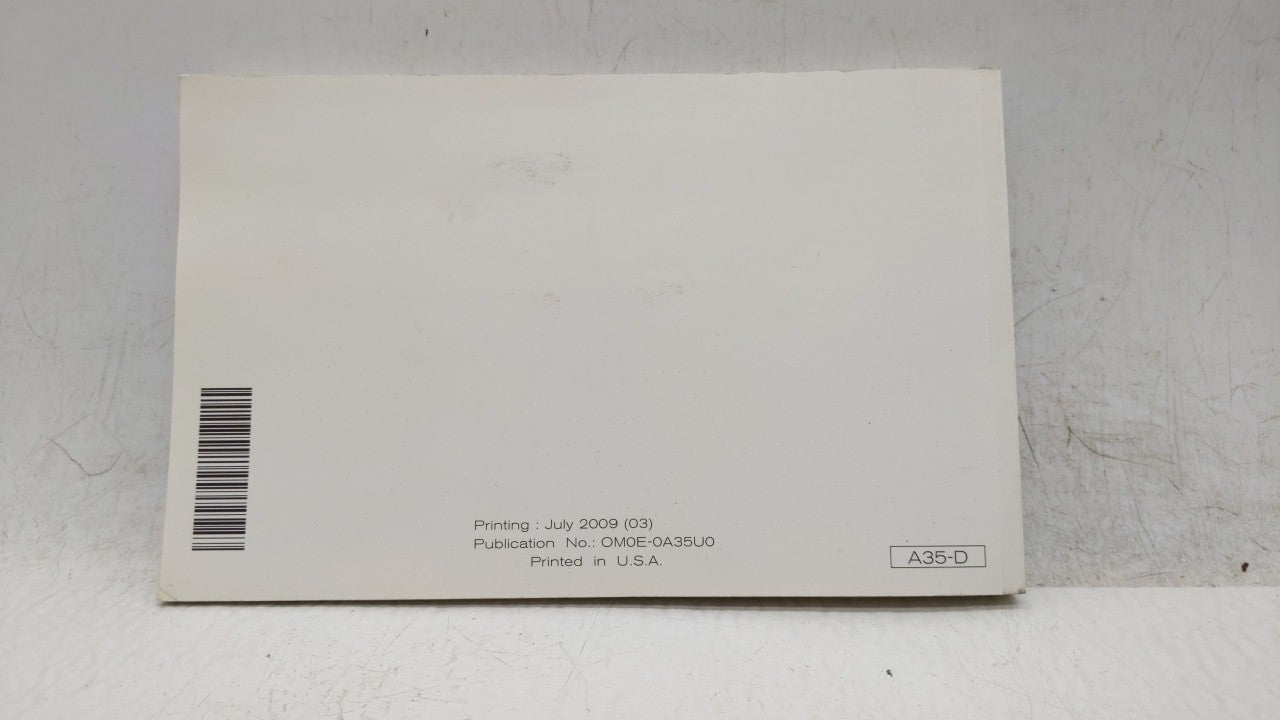 Printing : July 2009 (03)
Publication No.: OM0E-0A35U0
Printed in U.S.A.
A35-D